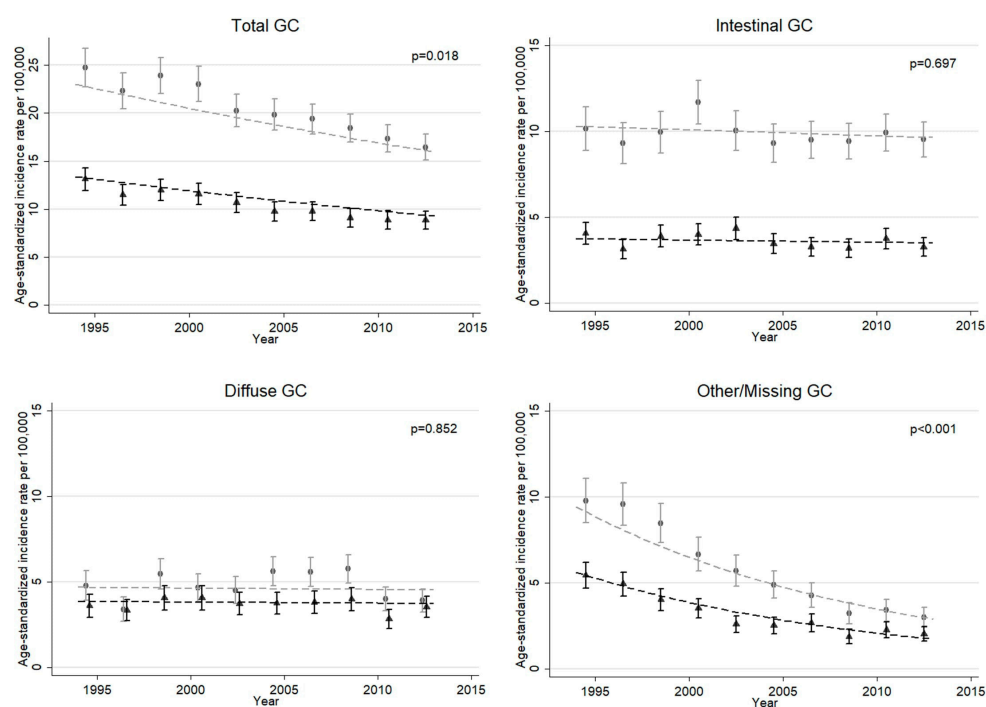 Total GC
p=0.018
Age-standardized incidence rate per 100,000
25
20
15
10
5
0
1995 2000 2005 2010 2015
Year
Intestinal GC
p=0.697
Age-standardized incidence rate per 100,000
15
10
5
0
1995 2000 2005 2010 2015
Year
Diffuse GC
p=0.852
Age-standardized incidence rate per 100,000
15
10
5
0
1995 2000 2005 2010 2015
Year
Other/Missing GC
p<0.001
Age-standardized incidence rate per 100,000
15
10
5
0
1995 2000 2005 2010 2015
Year